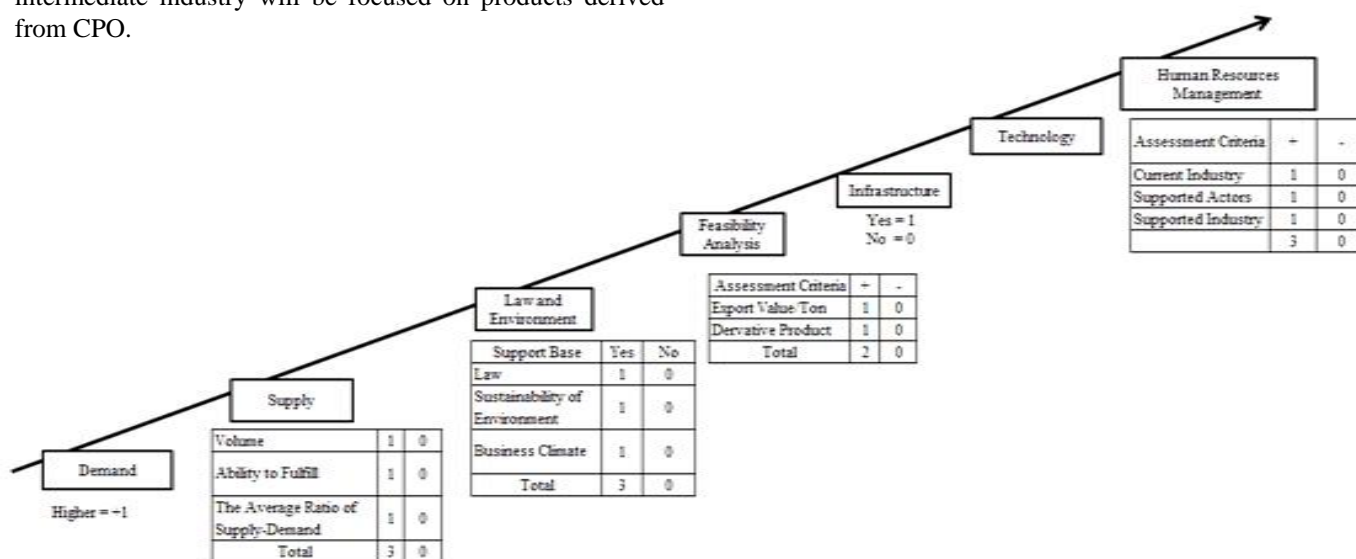 intermediate industry will be focused on products derived
from CPO.
Demand
Higher = +1
Supply
Volume 1 0
Ability to Fulfill 1 0
The Average Ratio of
Supply-Demand 1 0
Total 3 0
Law and
Environment
Support Base Yes No
Law 1 0
Sustainability of
Environment 1 0
Business Climate 1 0
Total 3 0
Feasibility
Analysis
Assessment Criteria + -
Export Value/Ton 1 0
Dervative Product 1 0
Total 2 0
Infrastructure
Yes = 1
No = 0
Technology
Human Resources
Management
Assessment Criteria + -
Current Industry 1 0
Supported Actors 1 0
Supported Industry 1 0
3 0